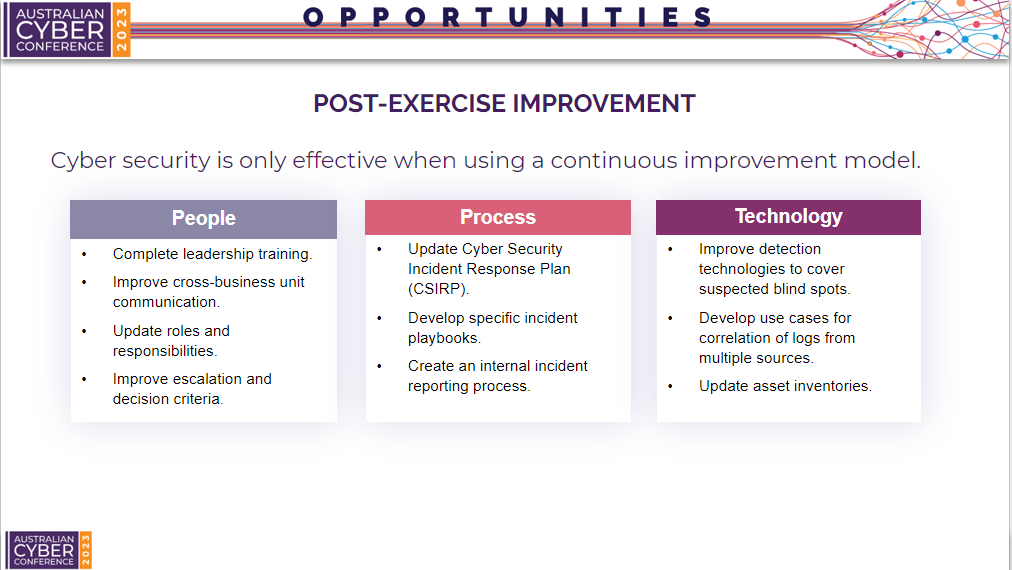 AUSTRALIAN
CYBER
CONFERENCE
2023
OPPORTUNITIES
POST-EXERCISE IMPROVEMENT
Cyber security is only effective when using a continuous improvement model.
People
• Complete leadership training.
• Improve cross-business unit
communication.
• Update roles and
responsibilities.
• Improve escalation and
decision criteria.
Process
• Update Cyber Security
Incident Response Plan
(CSIRP).
• Develop specific incident
playbooks.
• Create an internal incident
reporting process.
Technology
• Improve detection
technologies to cover
suspected blind spots.
• Develop use cases for
correlation of logs from
multiple sources.
• Update asset inventories.
AUSTRALIAN
CYBER
CONFERENCE
2023